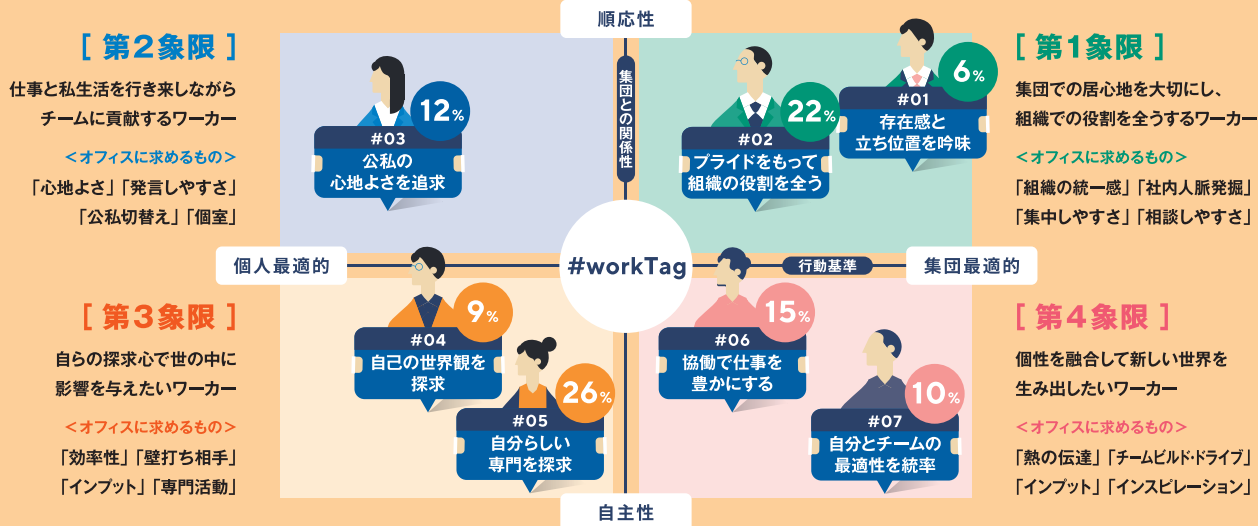 順応性
[ 第2象限 ]
仕事と私生活を行き来しながら
チームに貢献するワーカー
<オフィスに求めるもの>
「心地よさ」「発言しやすさ」
「公私切替え」「個室」
12%
#03
公私の
心地よさを追求
集団との関係性
22%
#02
プライドをもって
組織の役割を全う
6%
#01
存在感と
立ち位置を吟味
[ 第1象限 ]
集団での居心地を大切にし、
組織での役割を全うするワーカー
<オフィスに求めるもの>
「組織の統一感」「社内人脈発掘」
「集中しやすさ」「相談しやすさ」
個人最適的
#workTag
行動基準
集団最適的
[ 第3象限 ]
自らの探求心で世の中に
影響を与えたいワーカー
<オフィスに求めるもの>
「効率性」「壁打ち相手」
「インプット」「専門活動」
9%
#04
自己の世界観を
探求
26%
#05
自分らしい
専門を探求
15%
#06
協働で仕事を
豊かにする
10%
#07
自分とチームの
最適性を統率
[ 第4象限 ]
個性を融合して新しい世界を
生み出したいワーカー
<オフィスに求めるもの>
「熱の伝達」「チームビルド・ドライブ」
「インプット」「インスピレーション」
自主性